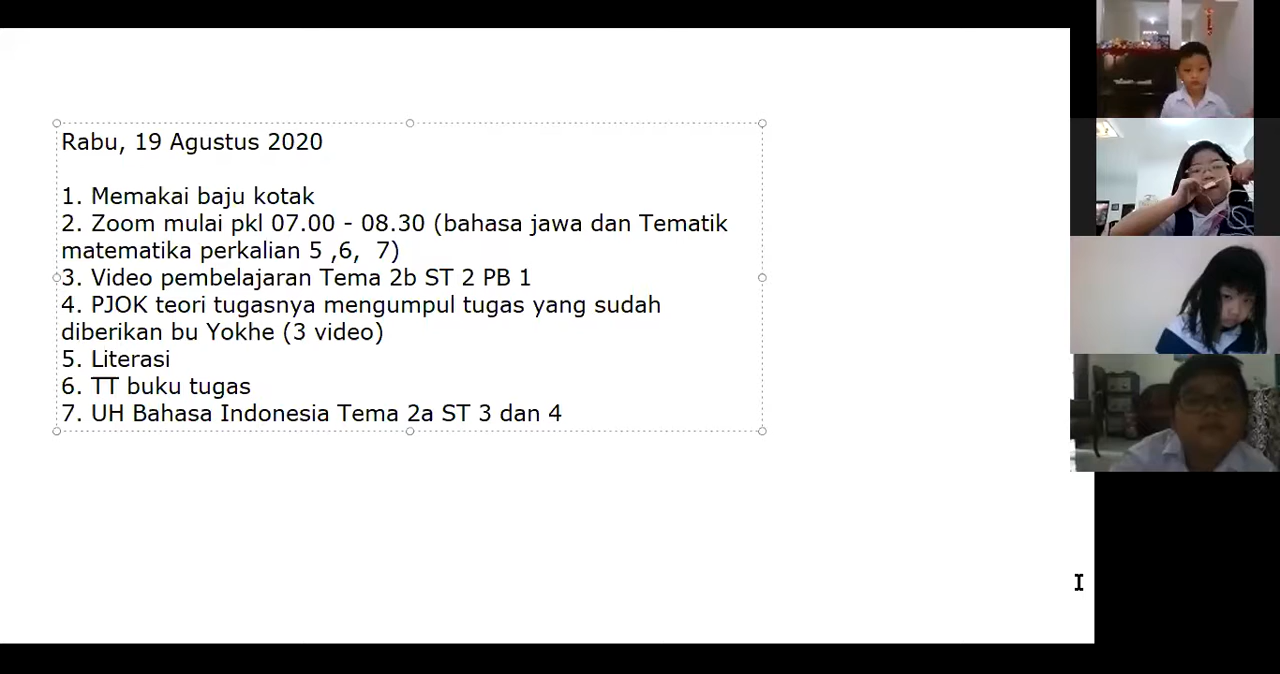 Rabu, 19 Agustus 2020
1. Memakai baju kotak
2. Zoom mulai pkl 07.00 - 08.30 (bahasa jawa dan Tematik
matematika perkalian 5 ,6,  7)
3. Video pembelajaran Tema 2b ST 2 PB 1
4. PJOK teori tugasnya mengumpul tugas yang sudah
diberikan bu Yokhe (3 video)
5. Literasi
6. TT buku tugas
7. UH Bahasa Indonesia Tema 2a ST 3 dan 4